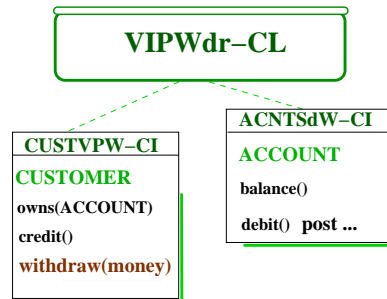 VIPWdr-CL
CUSTVPW-CI
CUSTOMER
owns(ACCOUNT)
credit()
withdraw(money)
ACNTSdW-CI
ACCOUNT
balance()
debit() post ...